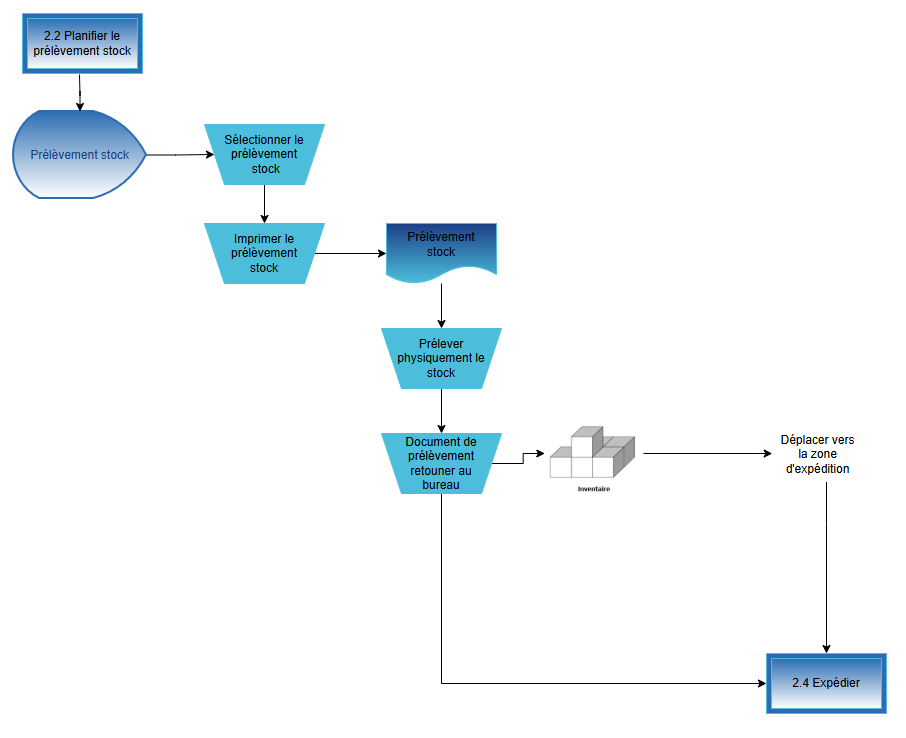 2.2 Planifier le
prélèvement stock
Prélèvement stock
Sélectionner le
prélèvement
stock
Imprimer le
prélèvement
stock
Prélèvement
stock
Prélever
physiquement le
stock
Document de
prélèvement
retouner au
bureau
Inventaire
Déplacer vers
la zone
d'expédition
2.4 Expédier